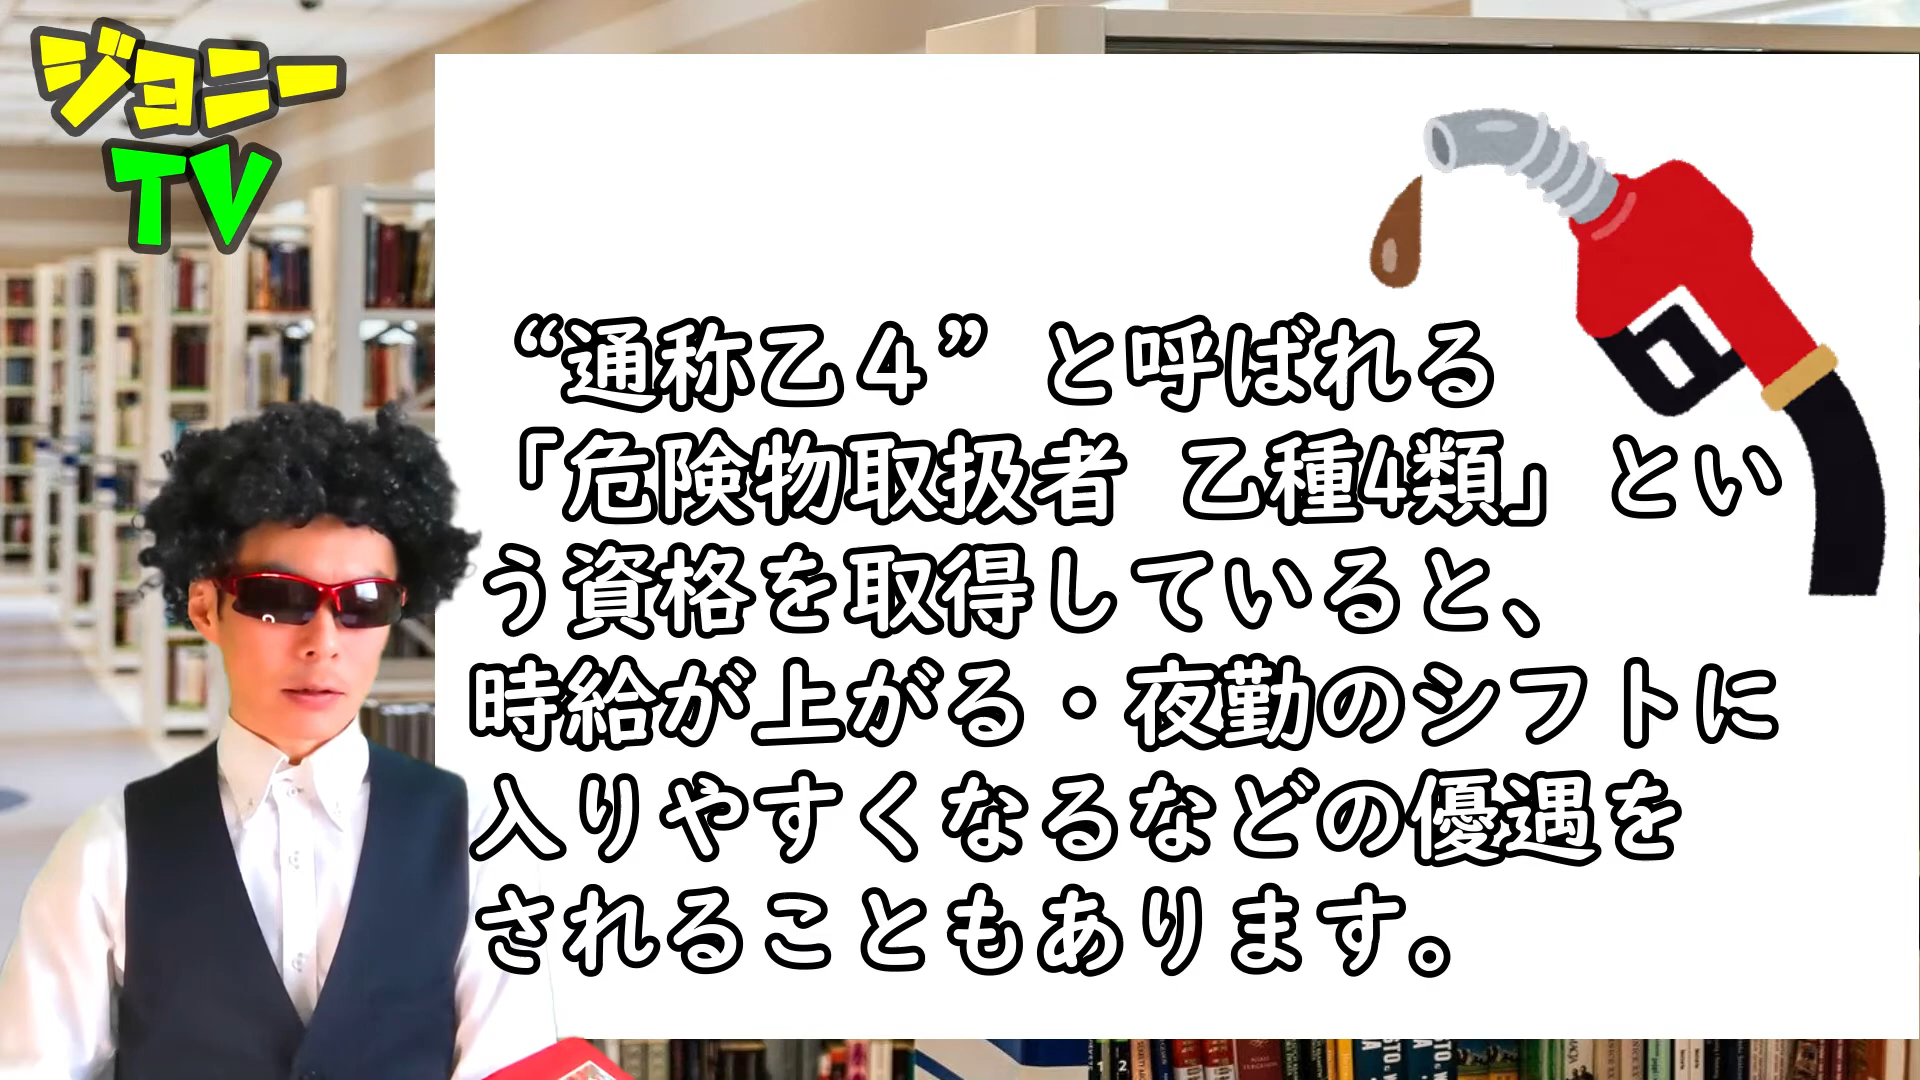 ジョニー
TV
“通称乙４”と呼ばれる
「危険物取扱者 乙種4類」とい
う資格を取得していると、
時給が上がる・夜勤のシフトに
入りやすくなるなどの優遇を
されることもあります。